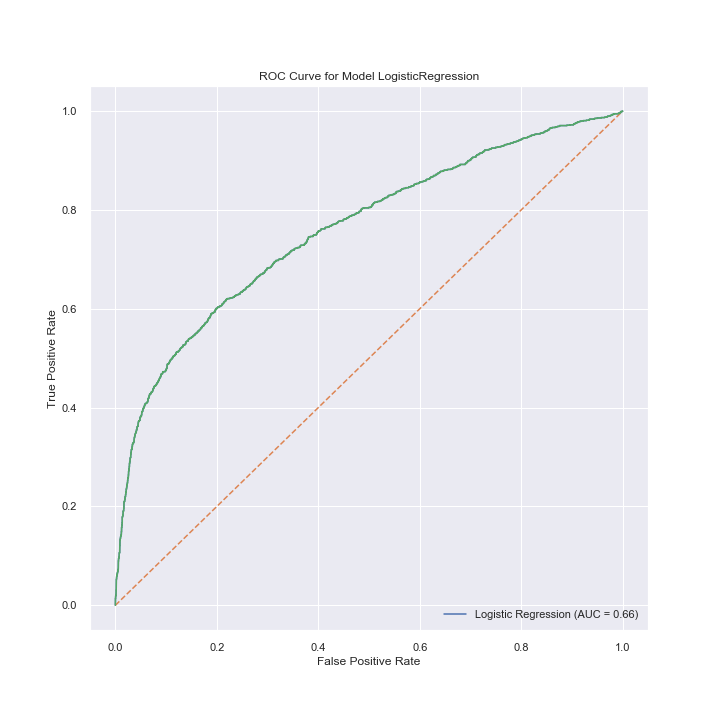 ROC Curve for Model LogisticRegression
True Positive Rate
1.0
0.8
0.6
0.4
0.2
0.0
Logistic Regression (AUC = 0.66)
0.0 0.2 0.4 0.6 0.8 1.0
False Positive Rate